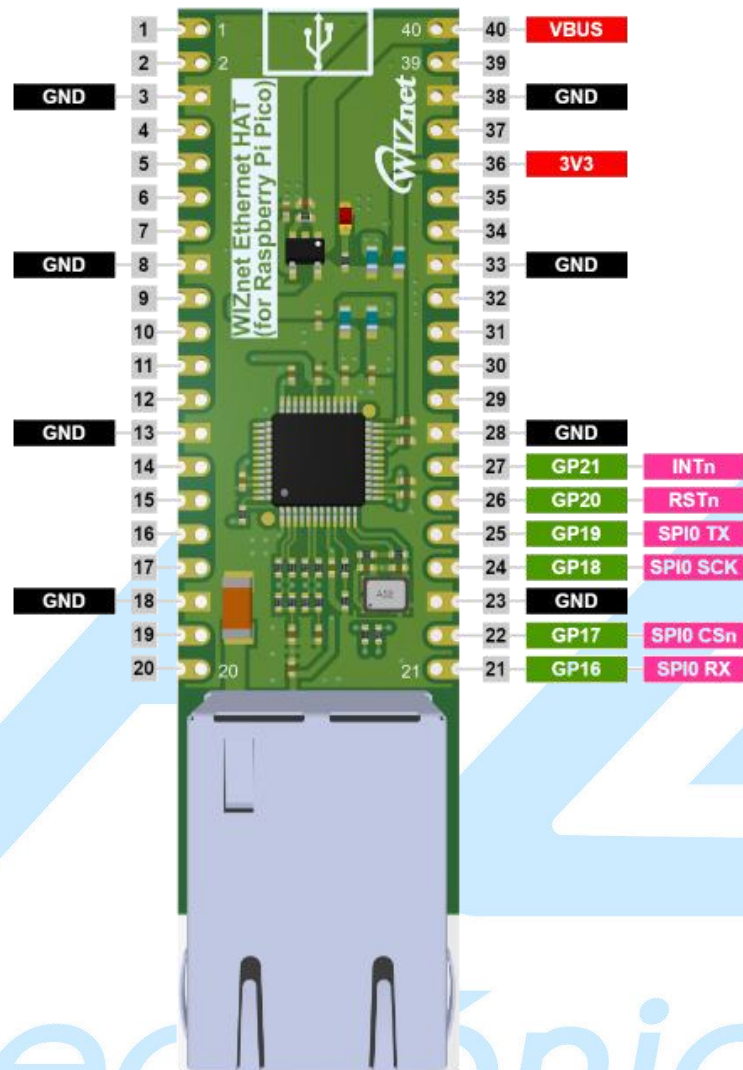 1 1 40 40 VBUS
2 2 39 39
GND 3 38 GND
4 37
5 36 3V3
6 35
7 34
GND 8 33 GND
9 32
10 31
11 30
12 29
GND 13 28 GND
14 27 GP21 INTn
15 26 GP20 RSTn
16 25 GP19 SPI0 TX
17 24 GP18 SPI0 SCK
GND 18 23 GND
19 22 GP17 SPI0 CSn
20 20 21 21 GP16 SPI0 RX
WIZnet Ethernet HAT
(for Raspberry Pi Pico)
WIZnet